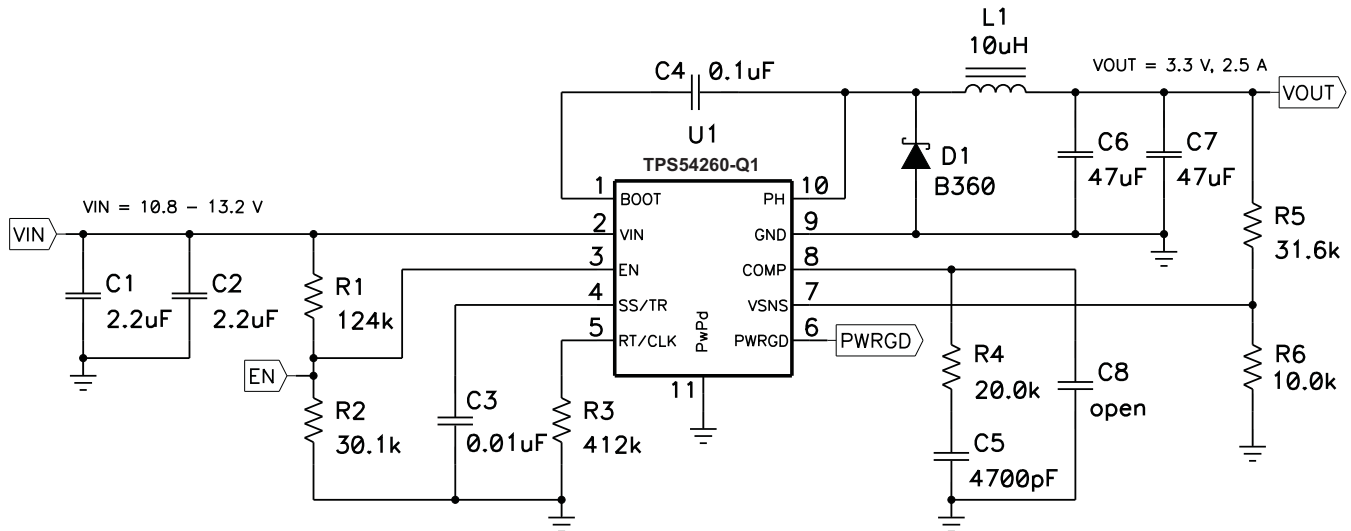 L1
10uH
C4 0.1uF
VOUT = 3.3 V, 2.5 A
VOUT
U1
TPS54260-Q1
D1
B360
C6
47uF
C7
47uF
VIN = 10.8 - 13.2 V
VIN
1 BOOT
2 VIN
3 EN
4 SS/TR
5 RT/CLK
PH 10
GND 9
COMP 8
VSNS 7
PWRGD 6
PwPd
11
PWRGD
C1
2.2uF
C2
2.2uF
R1
124k
EN
R2
30.1k
C3
0.01uF
R3
412k
R4
20.0k
C8
open
C5
4700pF
R5
31.6k
R6
10.0k